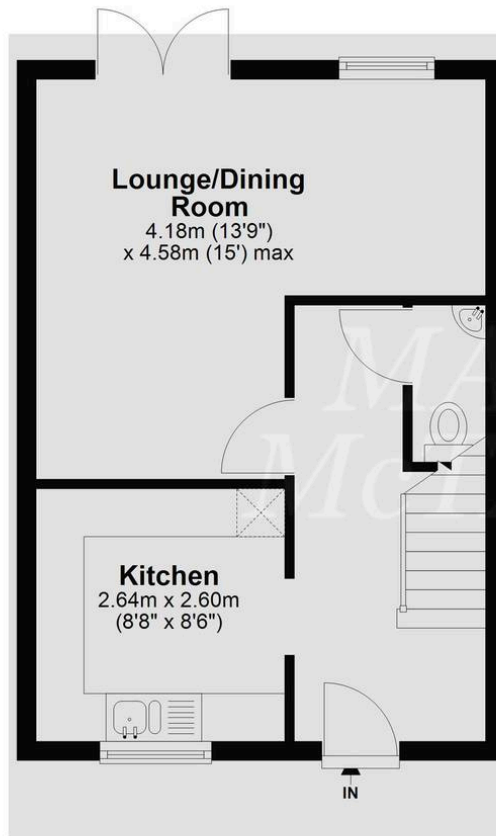 Lounge/Dining
Room
4.18m (13'9")
x 4.58m (15') max
Kitchen
2.64m x 2.60m
(8'8" x 8'6")
IN